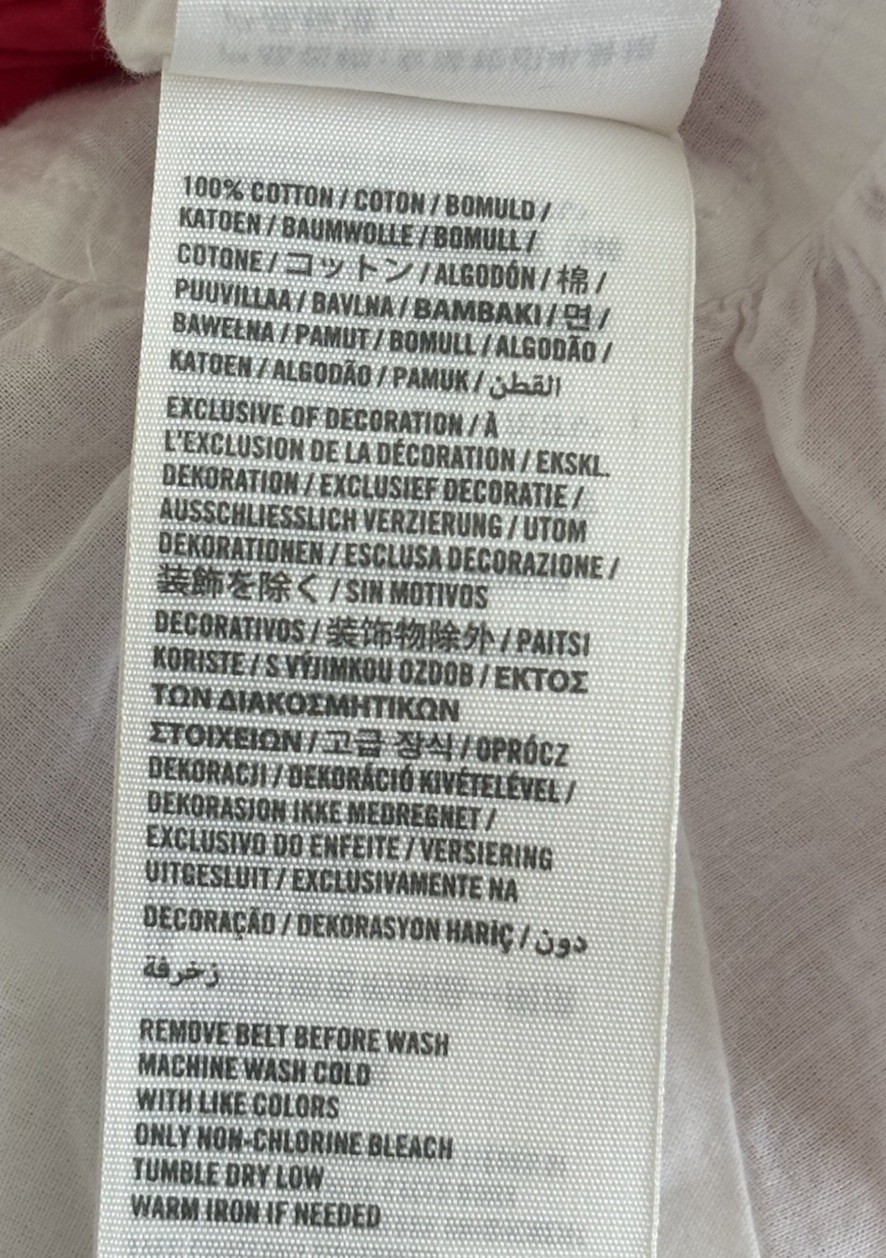 100% COTTON / COTON / BOMULD /
KATOEN / BAUMWOLLE / BOMULL /
COTONE / コットン / ALGODÓN / 棉 /
PUUVILLAA / BAVLNA / ΒΑΜΒΑΚΙ / 면 /
BAWEŁNA / PAMUT / BOMULL / ALGODÃO /
KATOEN / ALGODÃO / PAMUK / القطن
EXCLUSIVE OF DECORATION / À
L'EXCLUSION DE LA DÉCORATION / EKSKL.
DEKORATION / EXCLUSIEF DECORATIE /
AUSSCHLIESSLICH VERZIERUNG / UTOM
DEKORATIONEN / ESCLUSA DECORAZIONE /
装飾を除く / SIN MOTIVOS
DECORATIVOS / 装饰物除外 / PAITSI
KORISTE / S VÝJIMKOU OZDOB / ΕΚΤΟΣ
ΤΩΝ ΔΙΑΚΟΣΜΗΤΙΚΩΝ
ΣΤΟΙΧΕΙΩΝ / 고급 장식 / OPRÓCZ
DEKORACJI / DEKORÁCIÓ KIVÉTELÉVEL /
DEKORASJON IKKE MEDREGNET /
EXCLUSIVO DO ENFEITE / VERSIERING
UITGESLUIT / EXCLUSIVAMENTE NA
DECORAÇÃO / DEKORASYON HARİÇ / دون
زخرفة
REMOVE BELT BEFORE WASH
MACHINE WASH COLD
WITH LIKE COLORS
ONLY NON-CHLORINE BLEACH
TUMBLE DRY LOW
WARM IRON IF NEEDED